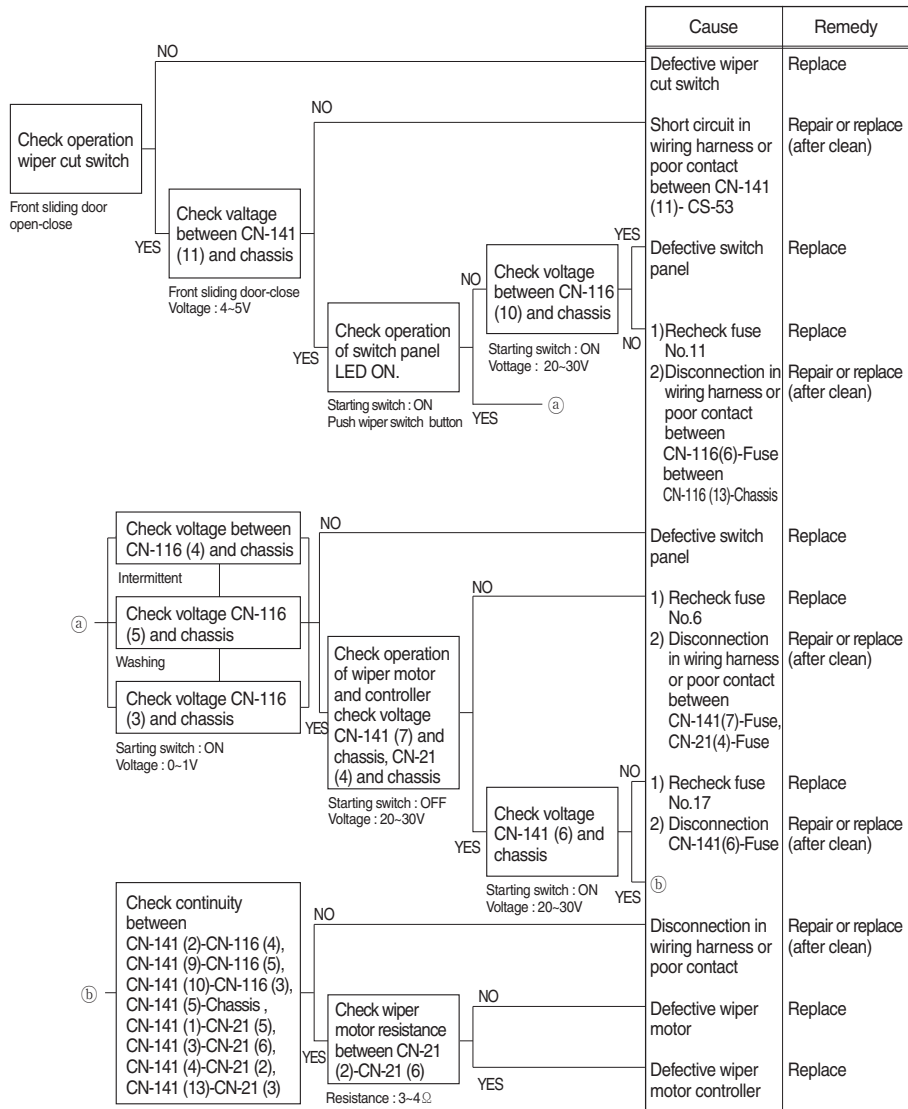 Cause
Remedy
NO
Defective wiper
cut switch
Replace
Check operation
wiper cut switch
Front sliding door
open-close
NO
Short circuit in
wiring harness or
poor contact
between CN-141
(11)- CS-53
Repair or replace
(after clean)
YES
Check valtage
between CN-141
(11) and chassis
Front sliding door-close
Voltage : 4~5V
YES
Check operation
of switch panel
LED ON.
Starting switch : ON
Push wiper switch button
NO
Check voltage
between CN-116
(10) and chassis
Starting switch : ON
Vottage : 20~30V
YES
Defective switch
panel
Replace
NO
1)Recheck fuse
No.11
Replace
2)Disconnection in
wiring harness or
poor contact
between
CN-116(6)-Fuse
between
CN-116 (13)-Chassis
Repair or replace
(after clean)
YES
ⓐ
ⓐ
Check voltage between
CN-116 (4) and chassis
Intermittent
Check voltage CN-116
(5) and chassis
Washing
Check voltage CN-116
(3) and chassis
Sarting switch : ON
Voltage : 0~1V
NO
Defective switch
panel
Replace
YES
Check operation
of wiper motor
and controller
check voltage
CN-141 (7) and
chassis, CN-21
(4) and chassis
Starting switch : OFF
Voltage : 20~30V
NO
1) Recheck fuse
No.6
Replace
2) Disconnection
in wiring harness
or poor contact
between
CN-141(7)-Fuse,
CN-21(4)-Fuse
Repair or replace
(after clean)
YES
Check voltage
CN-141 (6) and
chassis
Starting switch : ON
Voltage : 20~30V
NO
1) Recheck fuse
No.17
Replace
2) Disconnection
CN-141(6)-Fuse
Repair or replace
(after clean)
YES
ⓑ
ⓑ
Check continuity
between
CN-141 (2)-CN-116 (4),
CN-141 (9)-CN-116 (5),
CN-141 (10)-CN-116 (3),
CN-141 (5)-Chassis ,
CN-141 (1)-CN-21 (5),
CN-141 (3)-CN-21 (6),
CN-141 (4)-CN-21 (2),
CN-141 (13)-CN-21 (3)
NO
Disconnection in
wiring harness or
poor contact
Repair or replace
(after clean)
YES
Check wiper
motor resistance
between CN-21
(2)-CN-21 (6)
Resistance : 3~4Ω
NO
Defective wiper
motor
Replace
YES
Defective wiper
motor controller
Replace